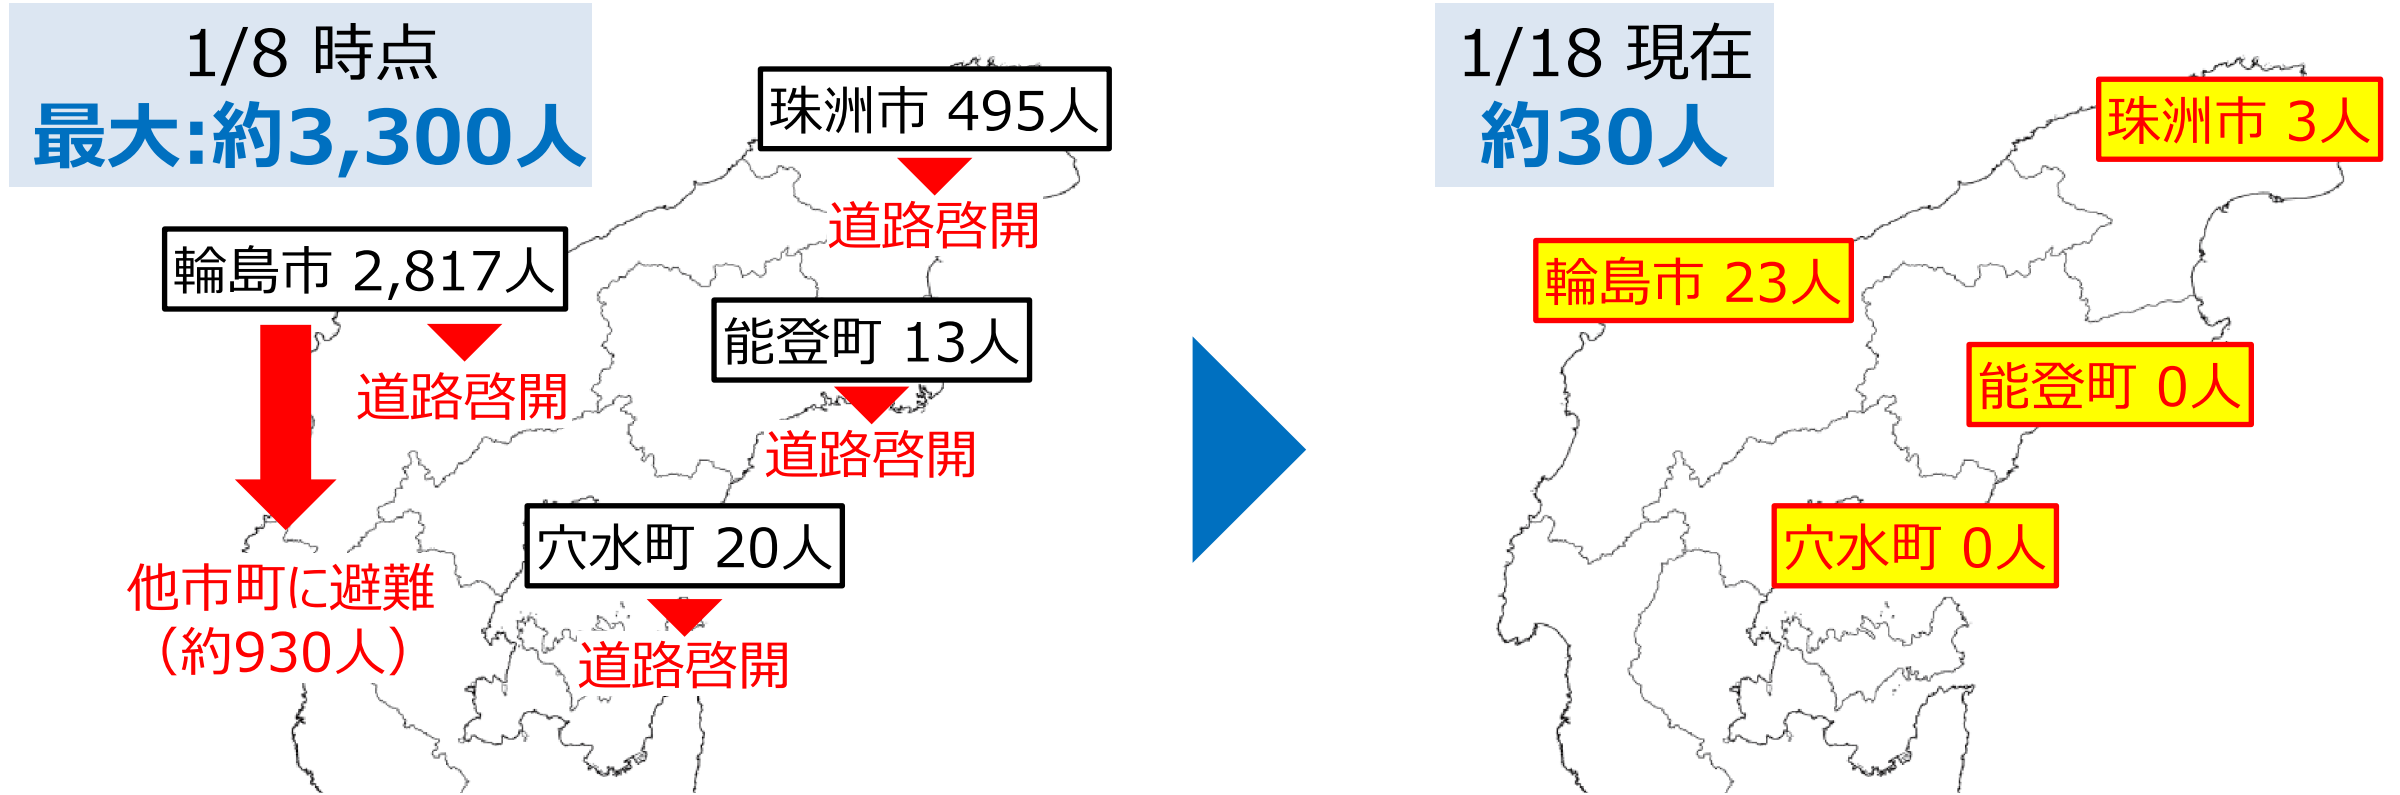 1/8 時点
最大:約3,300人
珠洲市 495人
道路啓開
輪島市 2,817人
道路啓開
能登町 13人
道路啓開
穴水町 20人
道路啓開
他市町に避難
（約930人）
1/18 現在
約30人
珠洲市 3人
輪島市 23人
能登町 0人
穴水町 0人